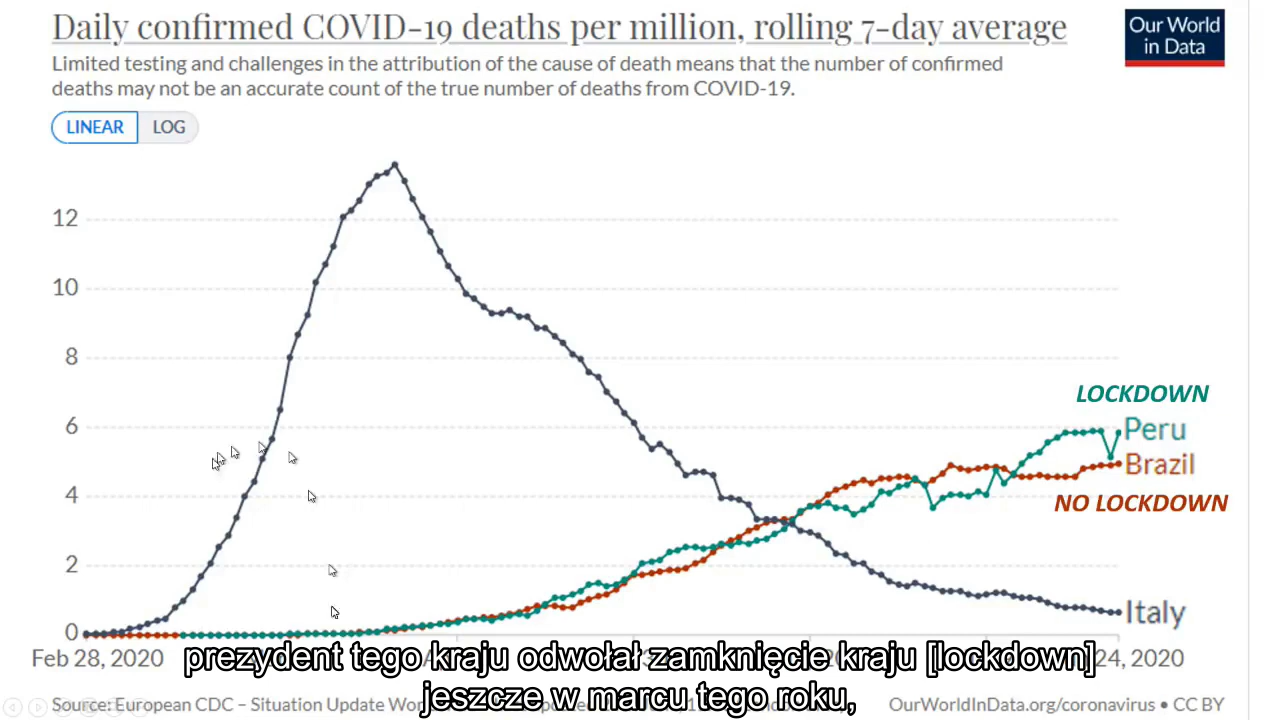 Daily confirmed COVID-19 deaths per million, rolling 7-day average
Our World
in Data
Limited testing and challenges in the attribution of the cause of death means that the number of confirmed
deaths may not be an accurate count of the true number of deaths from COVID-19.
LINEAR
LOG
12
10
8
6
4
2
0
LOCKDOWN
Peru
Brazil
NO LOCKDOWN
Italy
Feb 28, 2020
24, 2020
prezydent tego kraju odwołał zamknięcie kraju [lockdown]
jeszcze w marcu tego roku,
Source: European CDC – Situation Update
OurWorldInData.org/coronavirus • CC BY